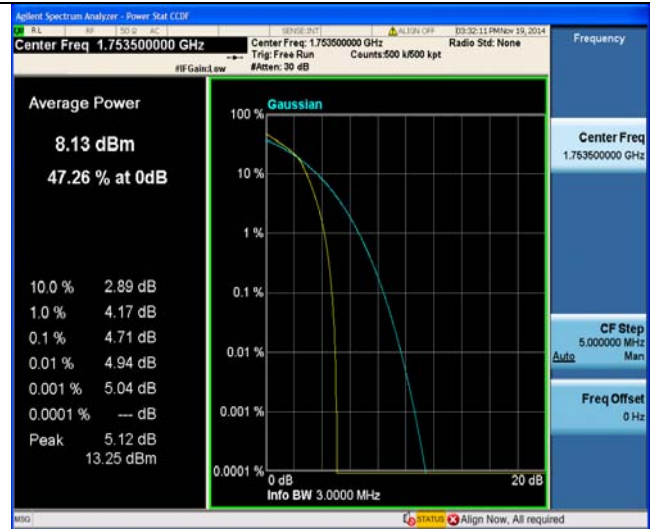 Agilent Spectrum Analyzer - Power Stat CCDF
RL RF 50 Ω AC SENSE:INT ALIGN OFF 03:32:11 PM Nov 19, 2014
Center Freq 1.753500000 GHz
Center Freq: 1.753500000 GHz Radio Std: None
Trig: Free Run Counts:500 k/500 kpt
#IFGain:Low #Atten: 30 dB
Frequency
Average Power
8.13 dBm
47.26 % at 0dB
10.0 % 2.89 dB
1.0 % 4.17 dB
0.1 % 4.71 dB
0.01 % 4.94 dB
0.001 % 5.04 dB
0.0001 % --- dB
Peak 5.12 dB
13.25 dBm
Gaussian
100 %
10 %
1 %
0.1 %
0.01 %
0.001 %
0.0001 %
0 dB 20 dB
Info BW 3.0000 MHz
Center Freq
1.753500000 GHz
CF Step
5.000000 MHz
Auto Man
Freq Offset
0 Hz
MSG STATUS Align Now, All required